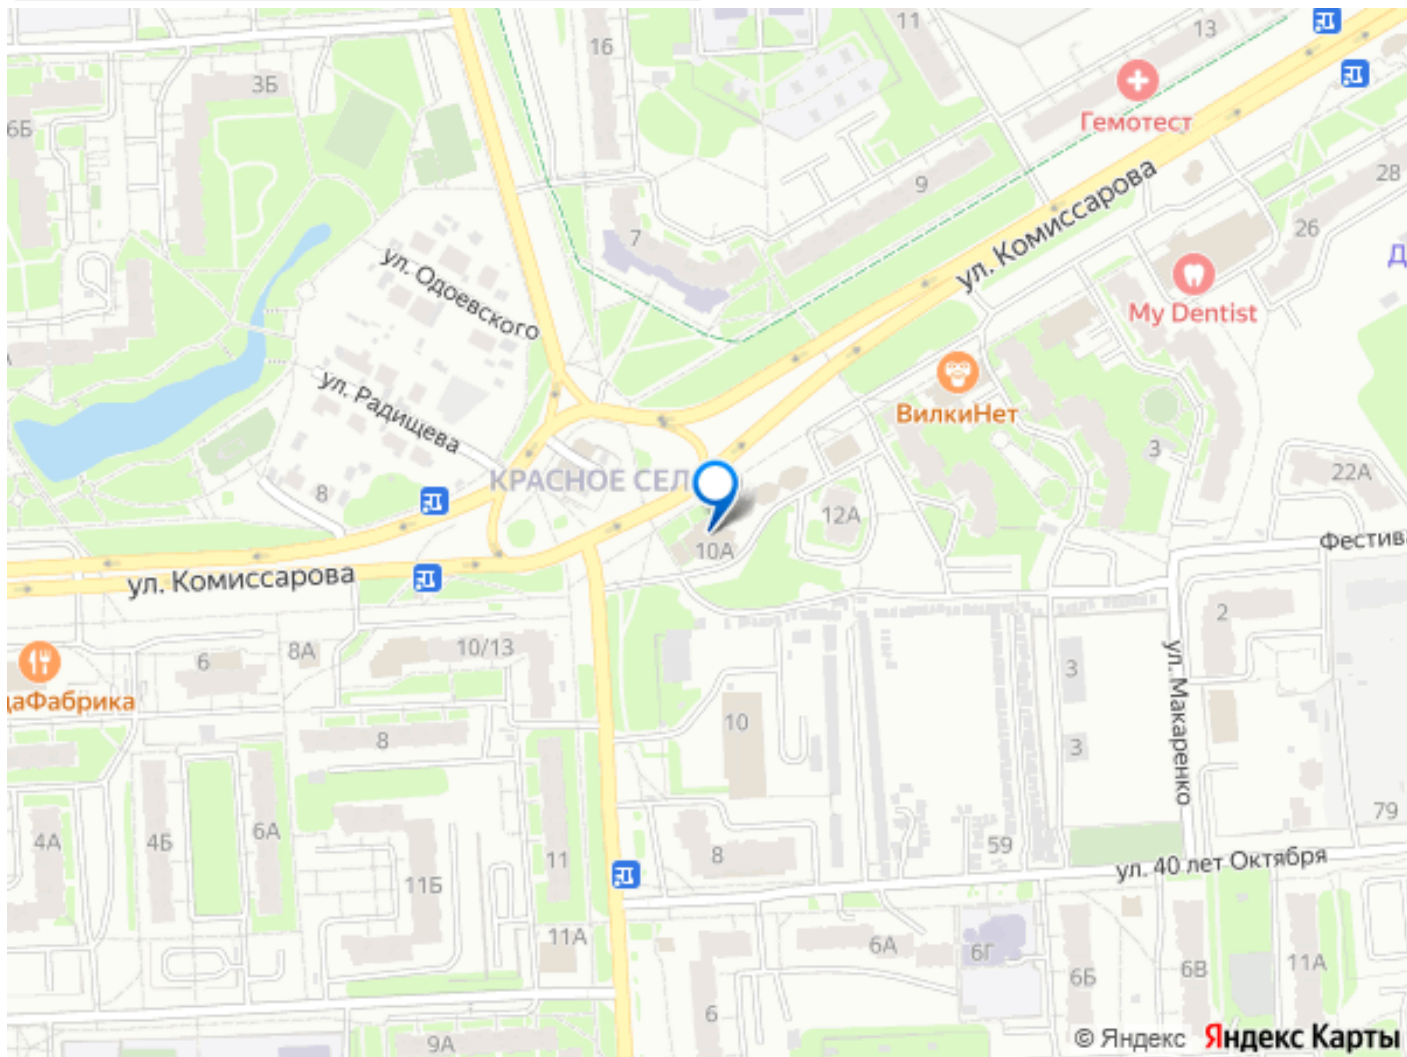 11
13
16
3Б
6Б
Гемотест
9
28
ул. Комиссарова
7
26
ул. Одоевского
My Dentist
ул. Радищева
ВилкиНет
3
КРАСНОЕ СЕЛ
8
22А
12А
10А
Фестива
ул. Комиссарова
2
10/13
8А
6
3
ул. Макаренко
цаФабрика
10
8
3
79
4А
4Б
6А
11
8
59
ул. 40 лет Октября
11Б
11А
6А
6Г
6Б
6В
11А
6
9А
© Яндекс Яндекс Карты